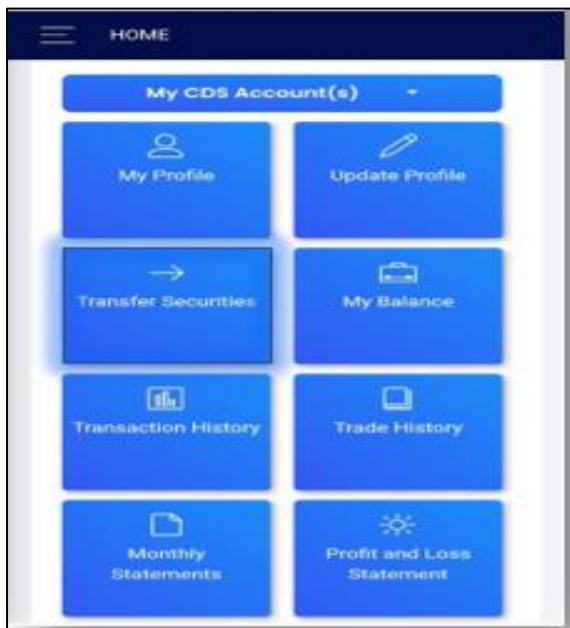 HOME
My CDS Account(s)
My Profile
Update Profile
Transfer Securities
My Balance
Transaction History
Trade History
Monthly
Statements
Profit and Loss
Statement